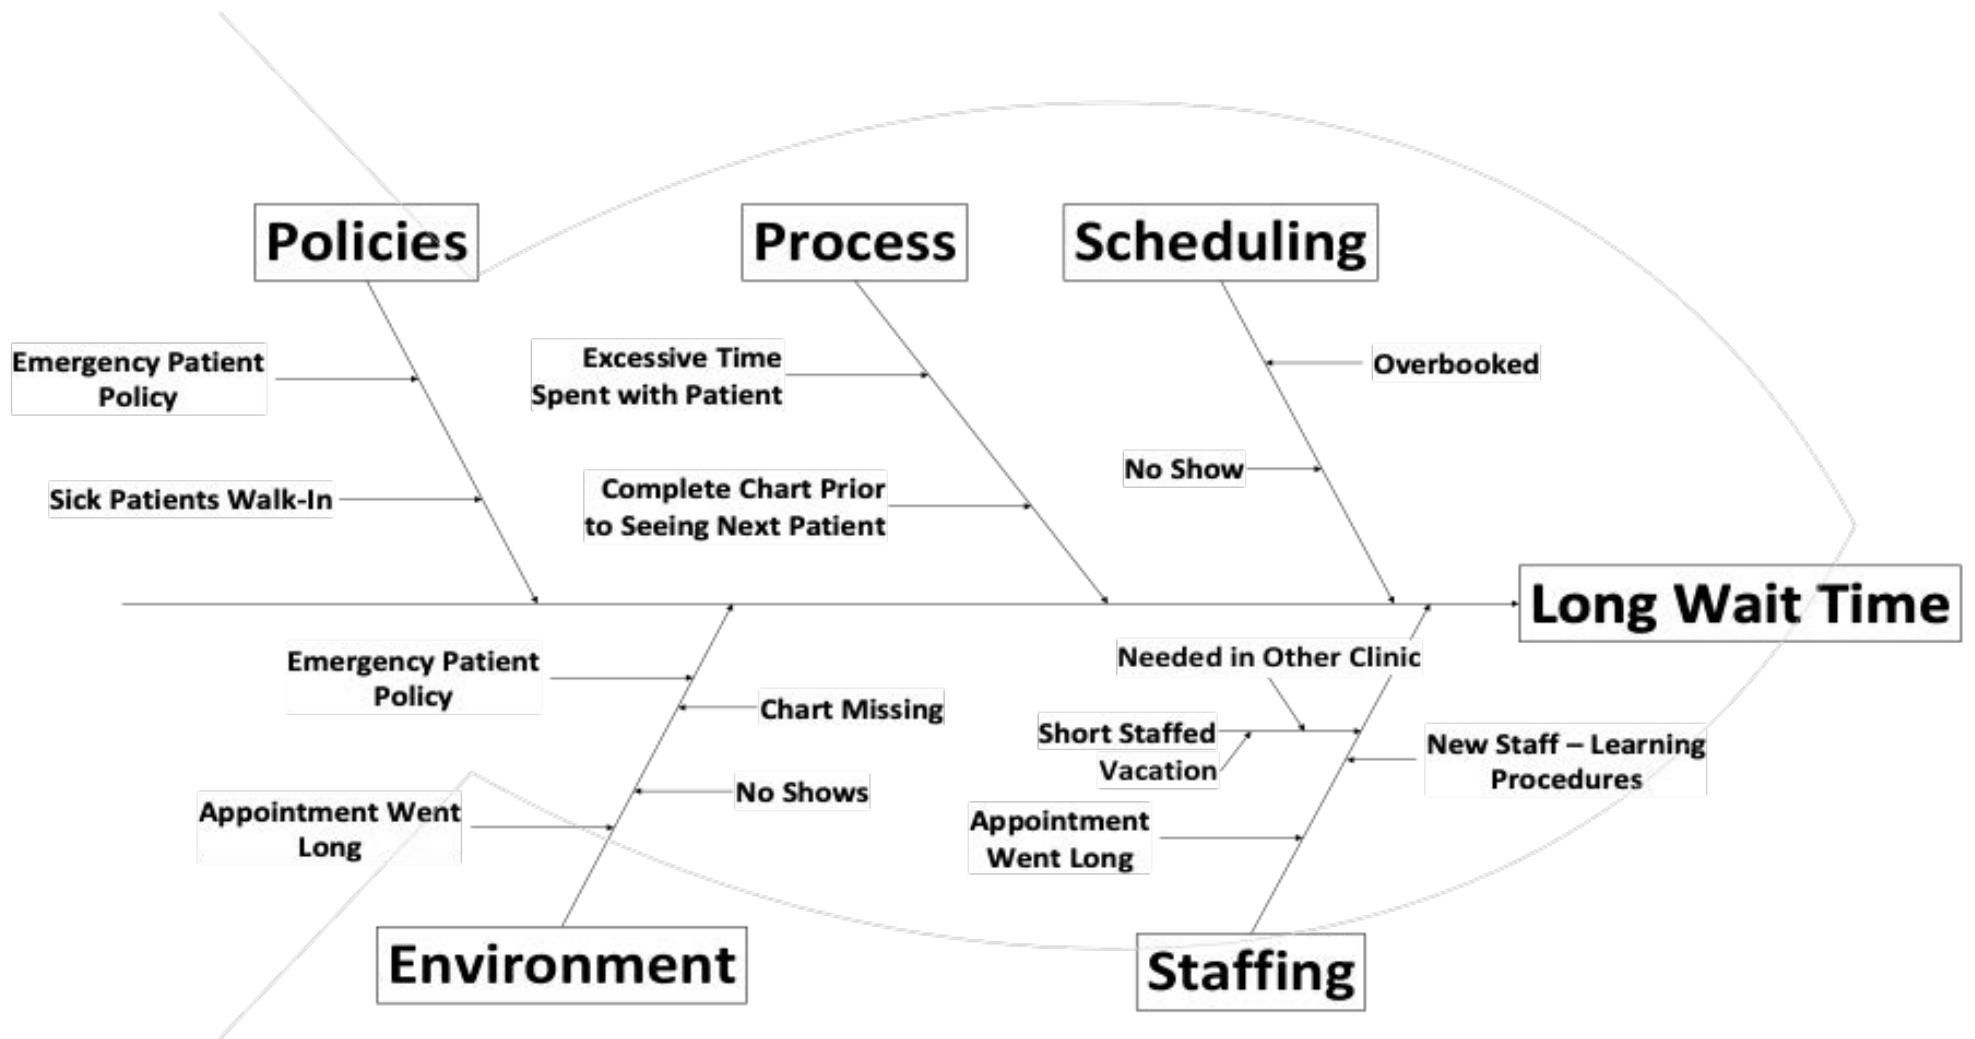 Policies
Process
Scheduling
Emergency Patient
Policy
Excessive Time
Spent with Patient
Overbooked
No Show
Sick Patients Walk-In
Complete Chart Prior
to Seeing Next Patient
Long Wait Time
Emergency Patient
Policy
Chart Missing
Needed in Other Clinic
Short Staffed
Vacation
New Staff – Learning
Procedures
No Shows
Appointment Went
Long
Appointment
Went Long
Environment
Staffing